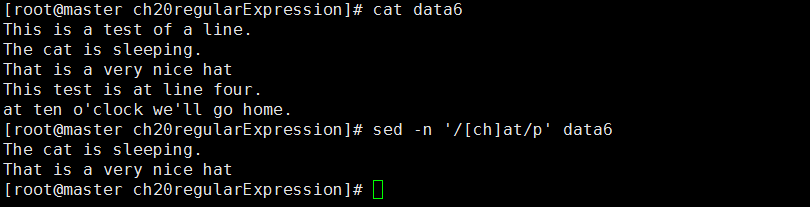 [root@master ch20regularExpression]# cat data6
This is a test of a line.
The cat is sleeping.
That is a very nice hat
This test is at line four.
at ten o'clock we'll go home.
[root@master ch20regularExpression]# sed -n '/[ch]at/p' data6
The cat is sleeping.
That is a very nice hat
[root@master ch20regularExpression]#